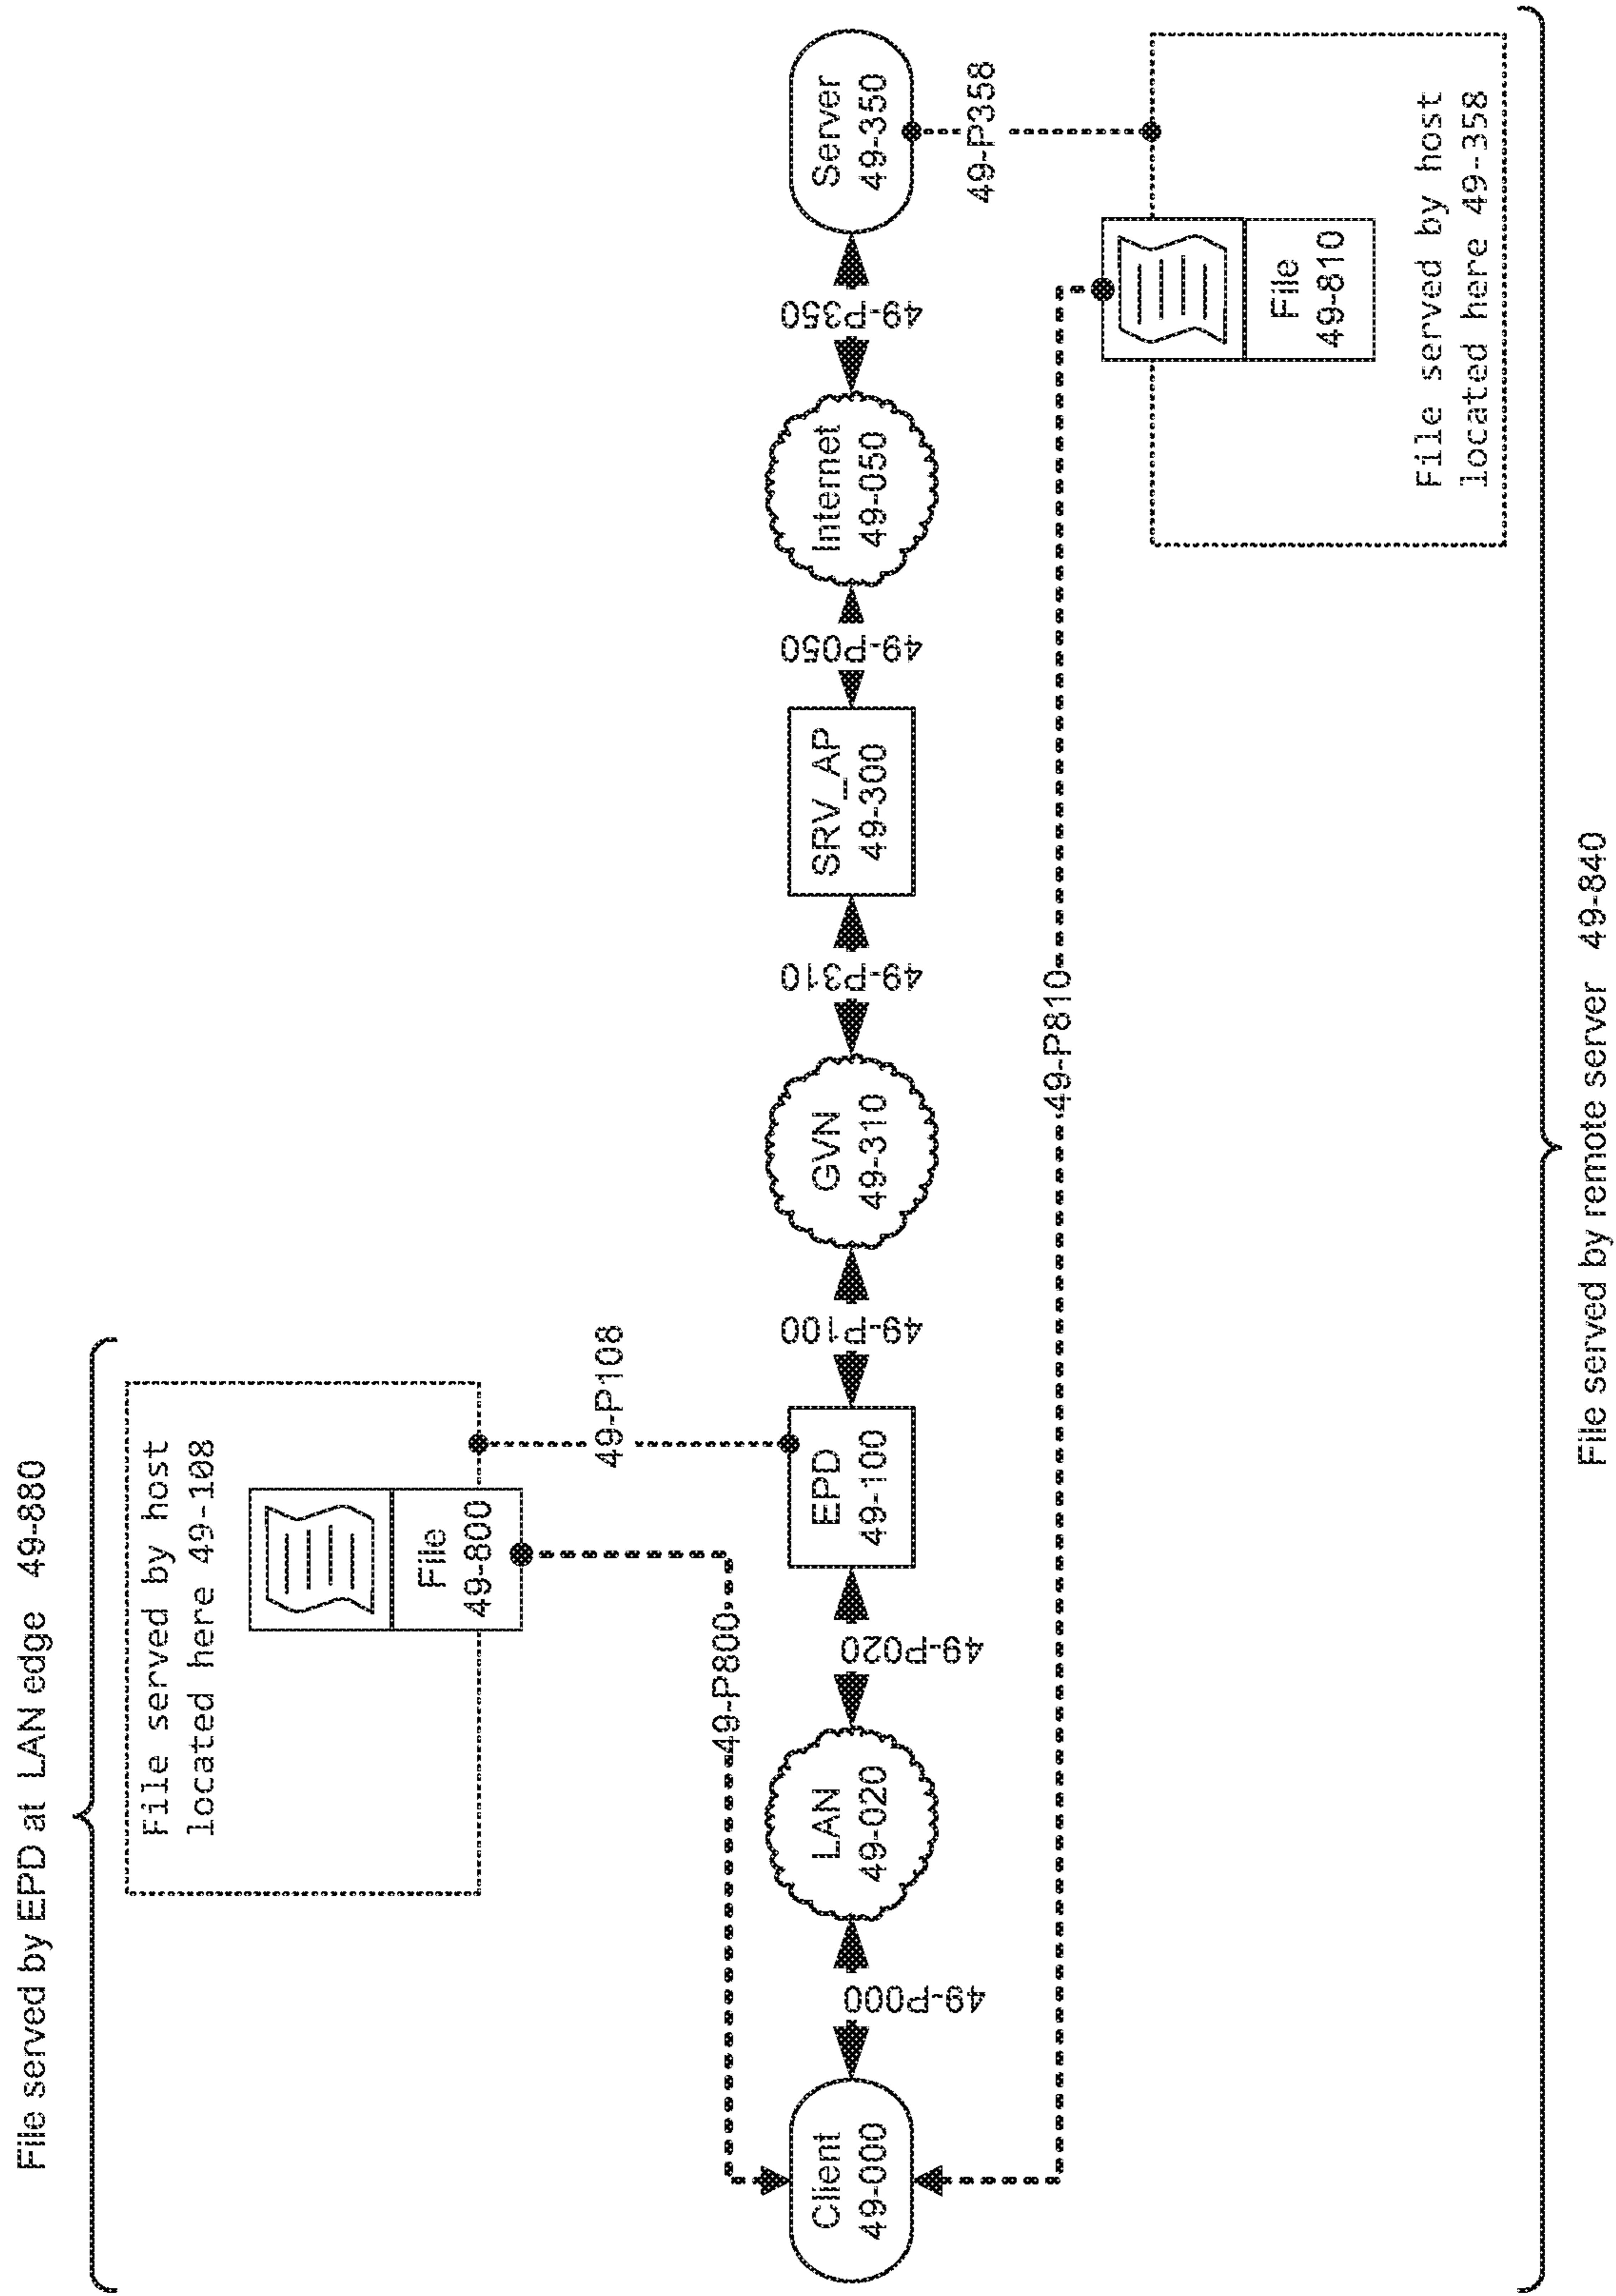 File served by EPD at LAN edge 49-880
File served by host
located here 49-108
File
49-800
49-P108
49-P800
Client
49-000
49-P000
LAN
49-020
49-P020
EPD
49-100
49-P100
GVN
49-310
49-P310
SRV_AP
49-300
49-P050
Internet
49-050
49-P350
Server
49-350
49-P358
49-P810
File
49-810
File served by host
located here 49-358
File served by remote server 49-840